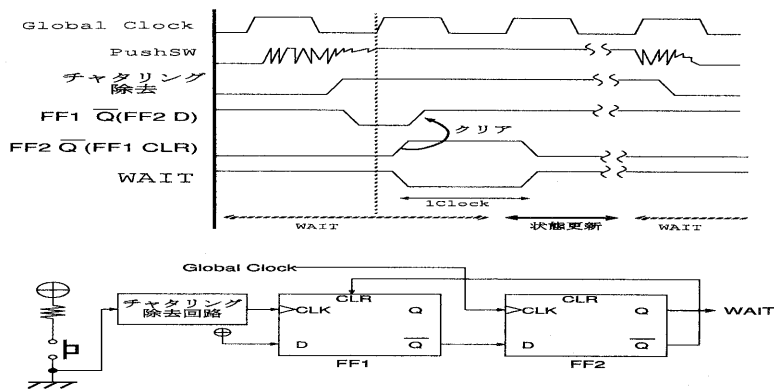 Global Clock
PushSW
チャタリング
除去
FF1 Q(FF2 D)
クリア
FF2 Q (FF1 CLR)
WAIT
1Clock
WAIT
状態更新
WAIT
Global Clock
チャタリング
除去回路
CLR
CLK
Q
D
Q
FF1
CLR
CLK
Q
D
Q
FF2
WAIT